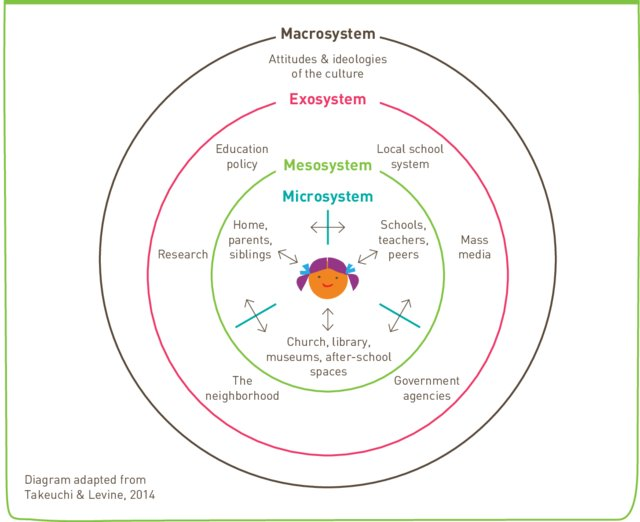 Macrosystem
Attitudes & ideologies
of the culture
Exosystem
Education
policy
Local school
system
Mesosystem
Microsystem
Home,
parents,
siblings
Schools,
teachers,
peers
Research
Mass
media
Church, library,
museums, after-school
spaces
The
neighborhood
Government
agencies
Diagram adapted from
Takeuchi & Levine, 2014